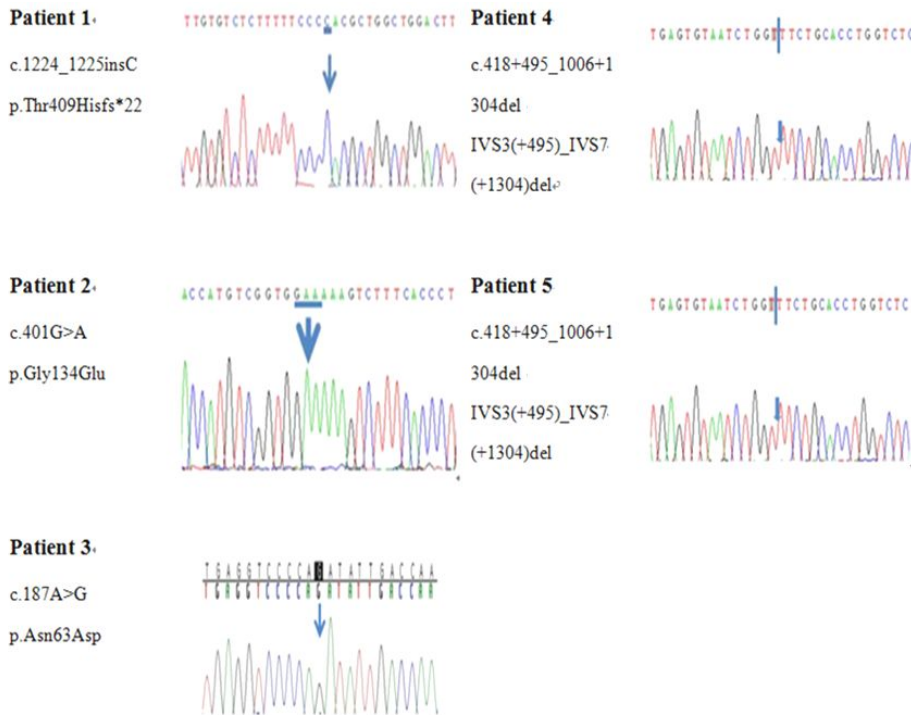 Patient 1
TTGTGTCTCTTTTTCCCCACGCTGGCTGGACTT
c.1224_1225insC
p.Thr409Hisfs*22
Patient 4
TGAGTGTAATCTGGTTTCTGCACCTGGTCTC
c.418+495_1006+1
304del
IVS3(+495)_IVS7
(+1304)del
Patient 2
ACCATGTCGGTGGAAAAAGTCTTTCACCCT
c.401G>A
p.Gly134Glu
Patient 5
TGAGTGTAATCTGGTTTCTGCACCTGGTCTC
c.418+495_1006+1
304del
IVS3(+495)_IVS7
(+1304)del
Patient 3
TGAGGTCCCCAGATATTGACCAA
TGAGGTCCCCAGATATTGACCAA
c.187A>G
p.Asn63Asp